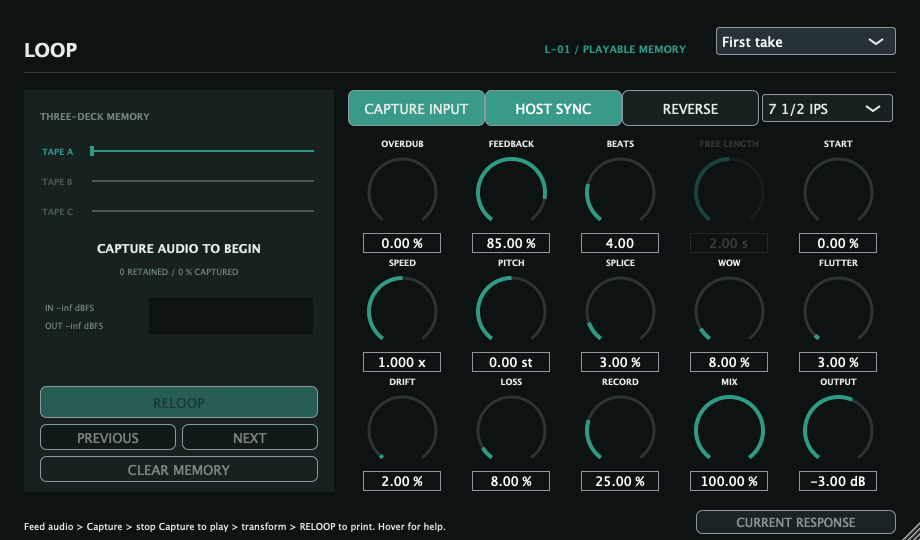 LOOP
L-01 / PLAYABLE MEMORY
First take
THREE-DECK MEMORY
TAPE A
TAPE B
TAPE C
CAPTURE AUDIO TO BEGIN
0 RETAINED / 0 % CAPTURED
IN -inf dBFS
OUT -inf dBFS
RELOOP
PREVIOUS NEXT
CLEAR MEMORY
CAPTURE INPUT HOST SYNC REVERSE 7 1/2 IPS
OVERDUB FEEDBACK BEATS FREE LENGTH START
0.00 % 85.00 % 4.00 2.00 s 0.00 %
SPEED PITCH SPLICE WOW FLUTTER
1.000 x 0.00 st 3.00 % 8.00 % 3.00 %
DRIFT LOSS RECORD MIX OUTPUT
2.00 % 8.00 % 25.00 % 100.00 % -3.00 dB
Feed audio > Capture > stop Capture to play > transform > RELOOP to print. Hover for help.
CURRENT RESPONSE